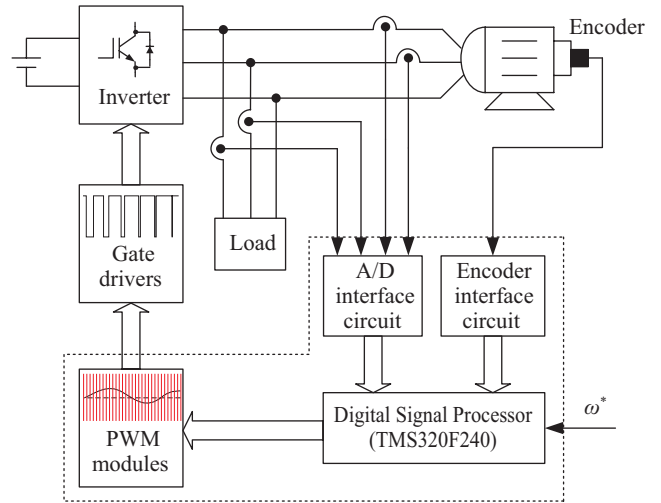 Encoder
Inverter
Gate
drivers
Load
A/D
interface
circuit
Encoder
interface
circuit
PWM
modules
Digital Signal Processor
(TMS320F240)
ω*